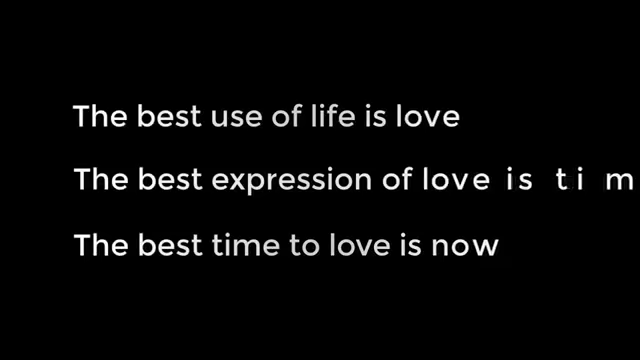 The best use of life is love
The best expression of love is tim
The best time to love is now